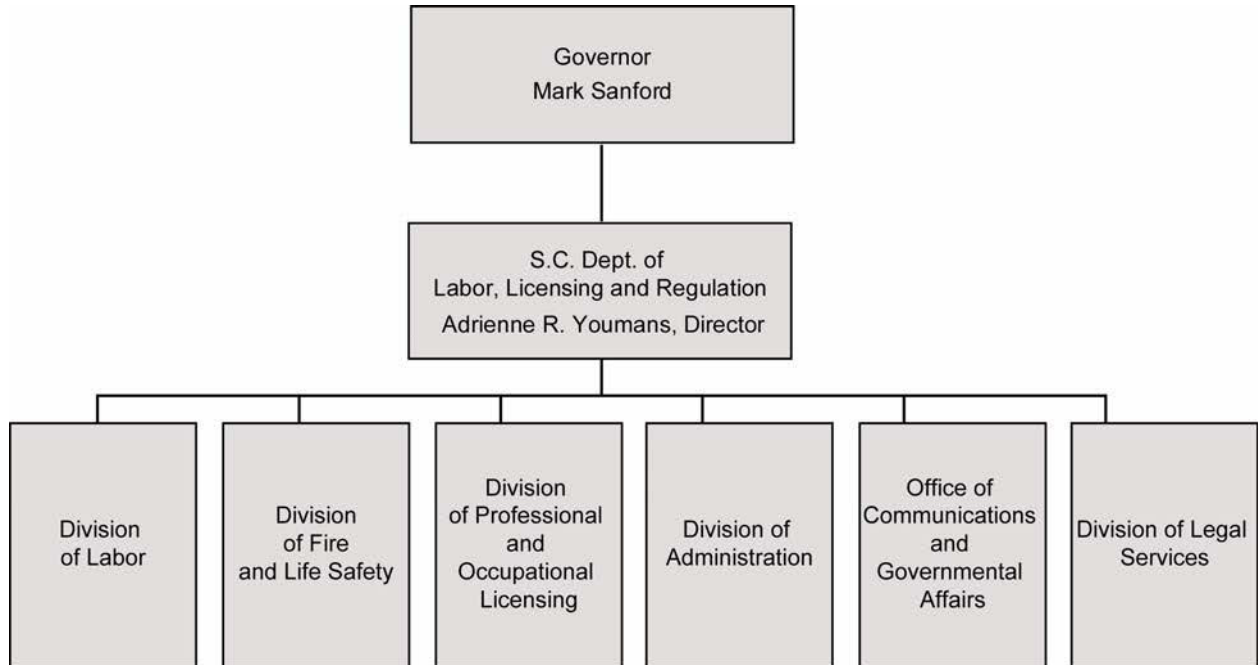 Governor
Mark Sanford
S.C. Dept. of
Labor, Licensing and Regulation
Adrienne R. Youmans, Director
Division
of Labor
Division
of Fire
and Life Safety
Division
of Professional
and
Occupational
Licensing
Division of
Administration
Office of
Communications
and
Governmental
Affairs
Division of Legal
Services